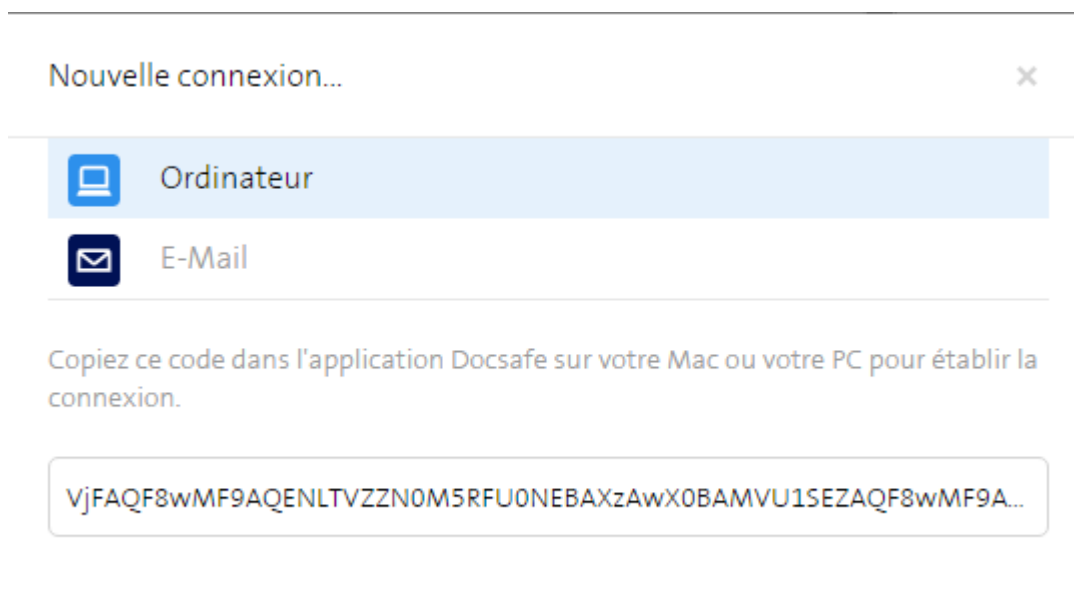 Nouvelle connexion...
×
Ordinateur
E-Mail
Copiez ce code dans l'application Docsafe sur votre Mac ou votre PC pour établir la
connexion.
VjFAQF8wMF9AQENLTVZZN0M5RFU0NEBAXzAwX0BAMVU1SEZAQF8wMF9A...